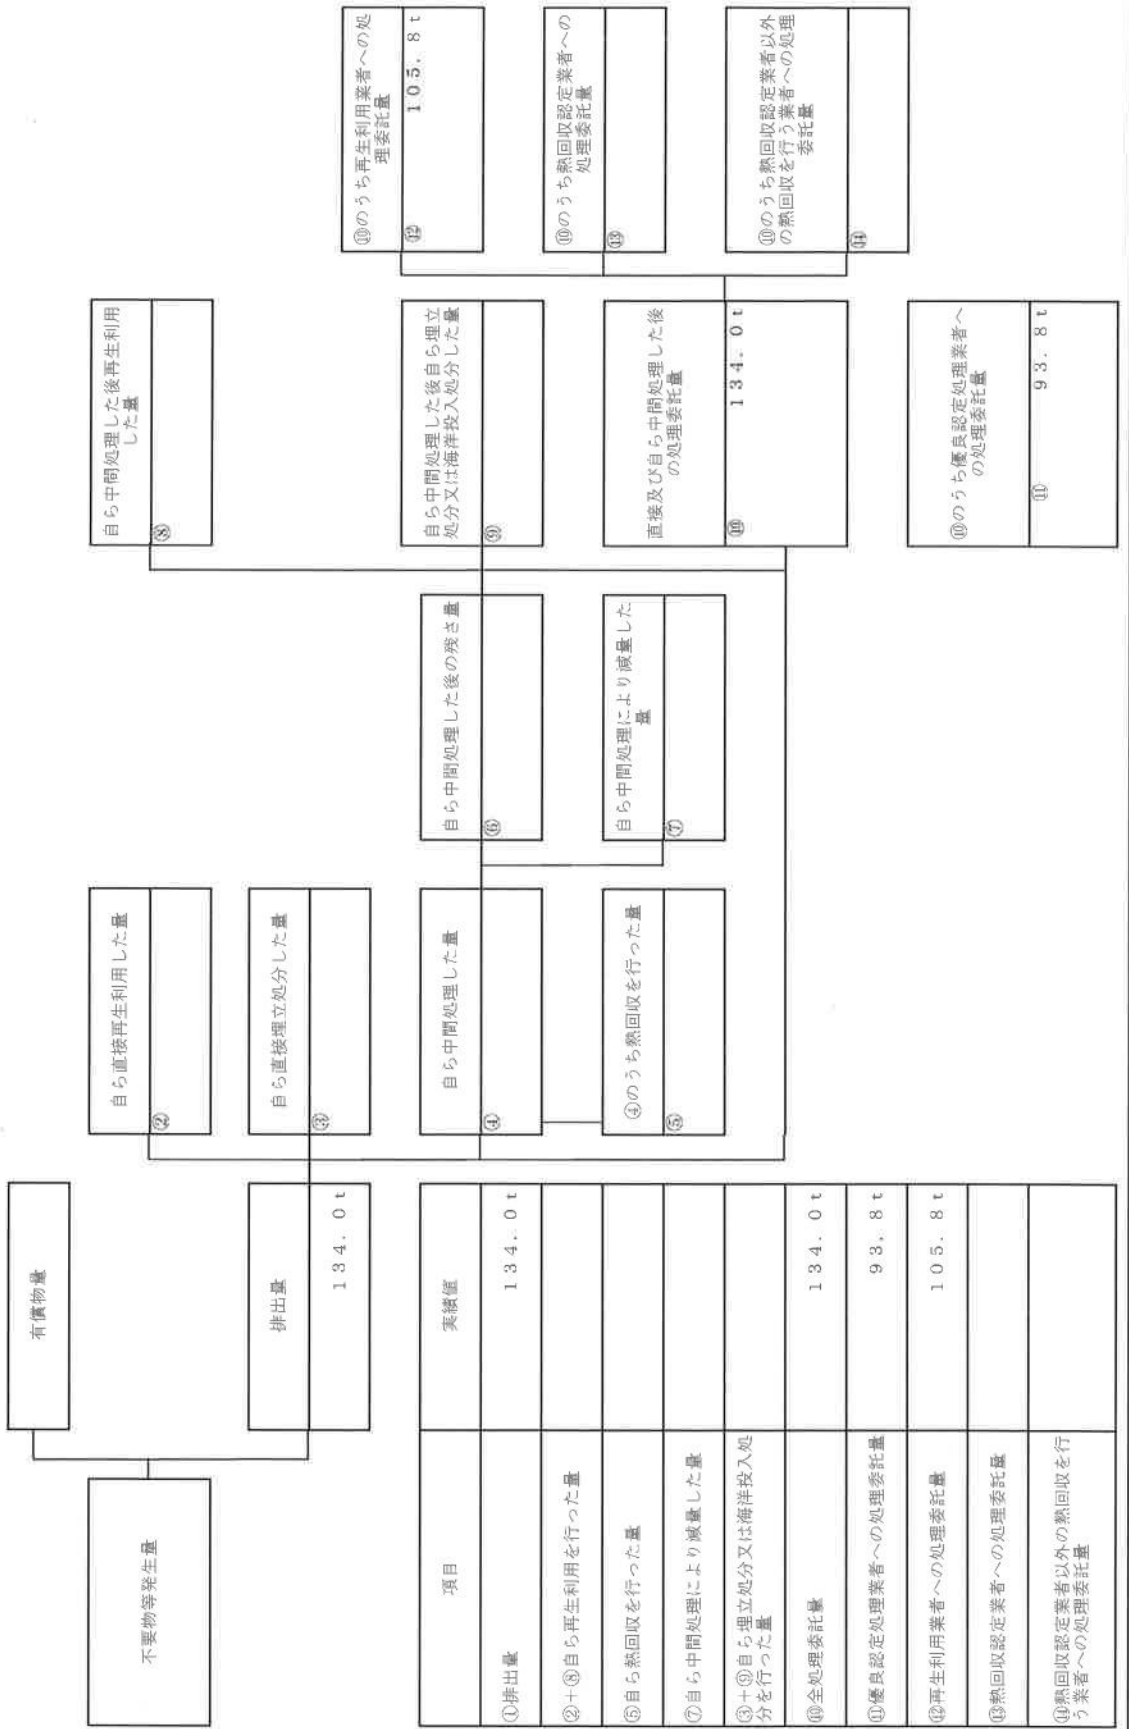 不要物等発生量
有償物量
排出量
134.0t
自ら直接再生利用した量
②
自ら直接埋立処分した量
③
自ら中間処理した量
④
④のうち熱回収を行った量
⑤
自ら中間処理した後の残さ量
⑥
自ら中間処理により減量した
量
⑦
自ら中間処理した後再生利用
した量
⑧
自ら中間処理した後自ら埋立
処分又は海洋投入処分した量
⑨
直接及び自ら中間処理した後
の処理委託量
⑩ 134.0t
⑩のうち優良認定処理業者へ
の処理委託量
⑪ 93.8t
⑩のうち再生利用業者への処
理委託量
⑫ 105.8t
⑩のうち熱回収認定業者への
処理委託量
⑬
⑩のうち熱回収認定業者以外
の熱回収を行う業者への処理
委託量
⑭
項目 実績値
①排出量 134.0t
②+⑧自ら再生利用を行った量
⑤自ら熱回収を行った量
⑦自ら中間処理により減量した量
③+⑨自ら埋立処分又は海洋投入処
分を行った量
⑩全処理委託量 134.0t
⑪優良認定処理業者への処理委託量 93.8t
⑫再生利用業者への処理委託量 105.8t
⑬熱回収認定業者への処理委託量
⑭熱回収認定業者以外の熱回収を行
う業者への処理委託量